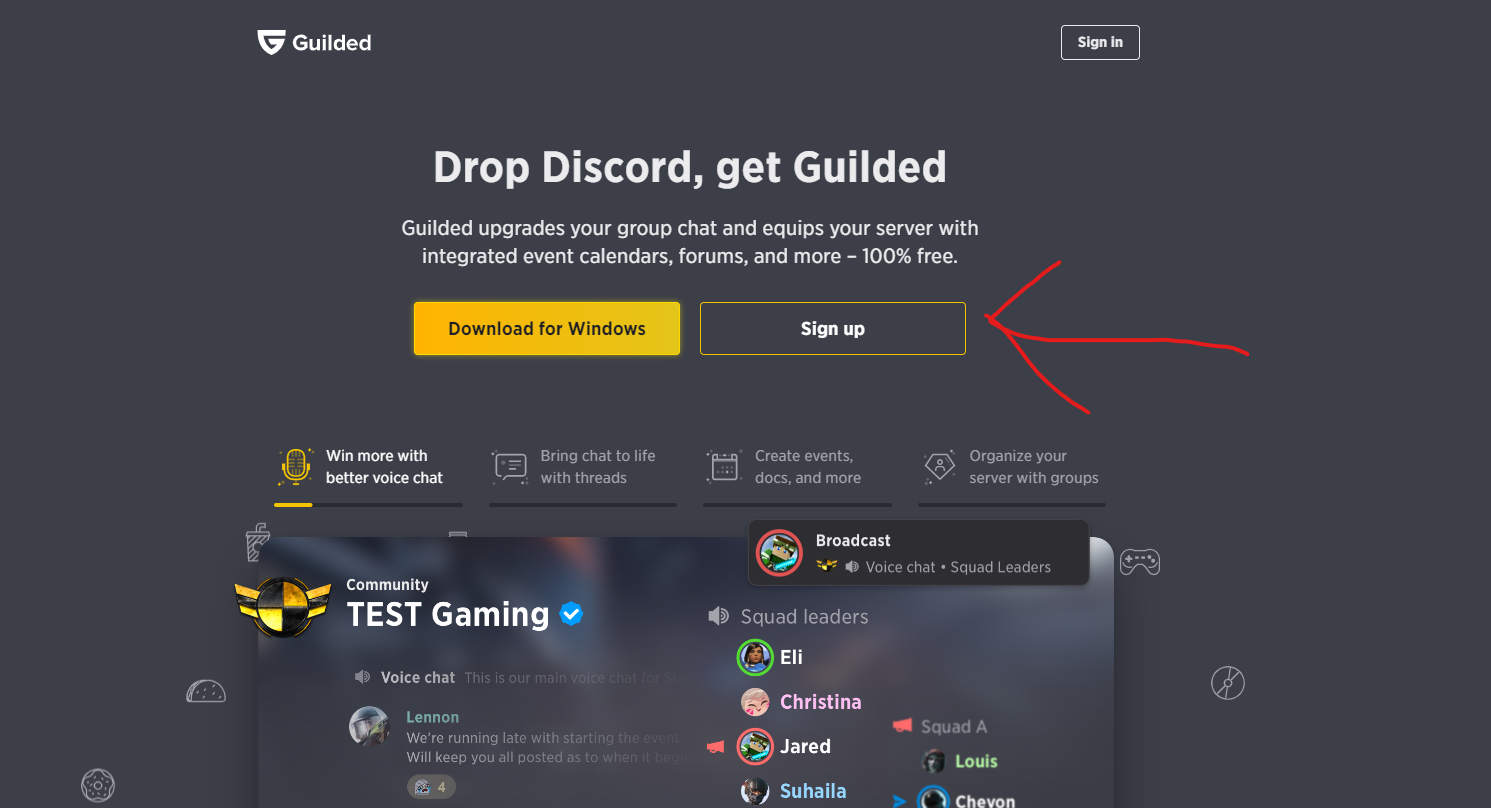 Guilded
Sign in
Drop Discord, get Guilded
Guilded upgrades your group chat and equips your server with
integrated event calendars, forums, and more – 100% free.
Download for Windows
Sign up
Win more with
better voice chat
Bring chat to life
with threads
Create events,
docs, and more
Organize your
server with groups
Broadcast
Voice chat • Squad Leaders
Community
TEST Gaming
Squad leaders
Eli
Voice chat This is our main voice chat for
Christina
Lennon
We're running late with starting the event
Will keep you all posted as to when it begin
4
Jared
Squad A
Louis
Suhaila
Chevon